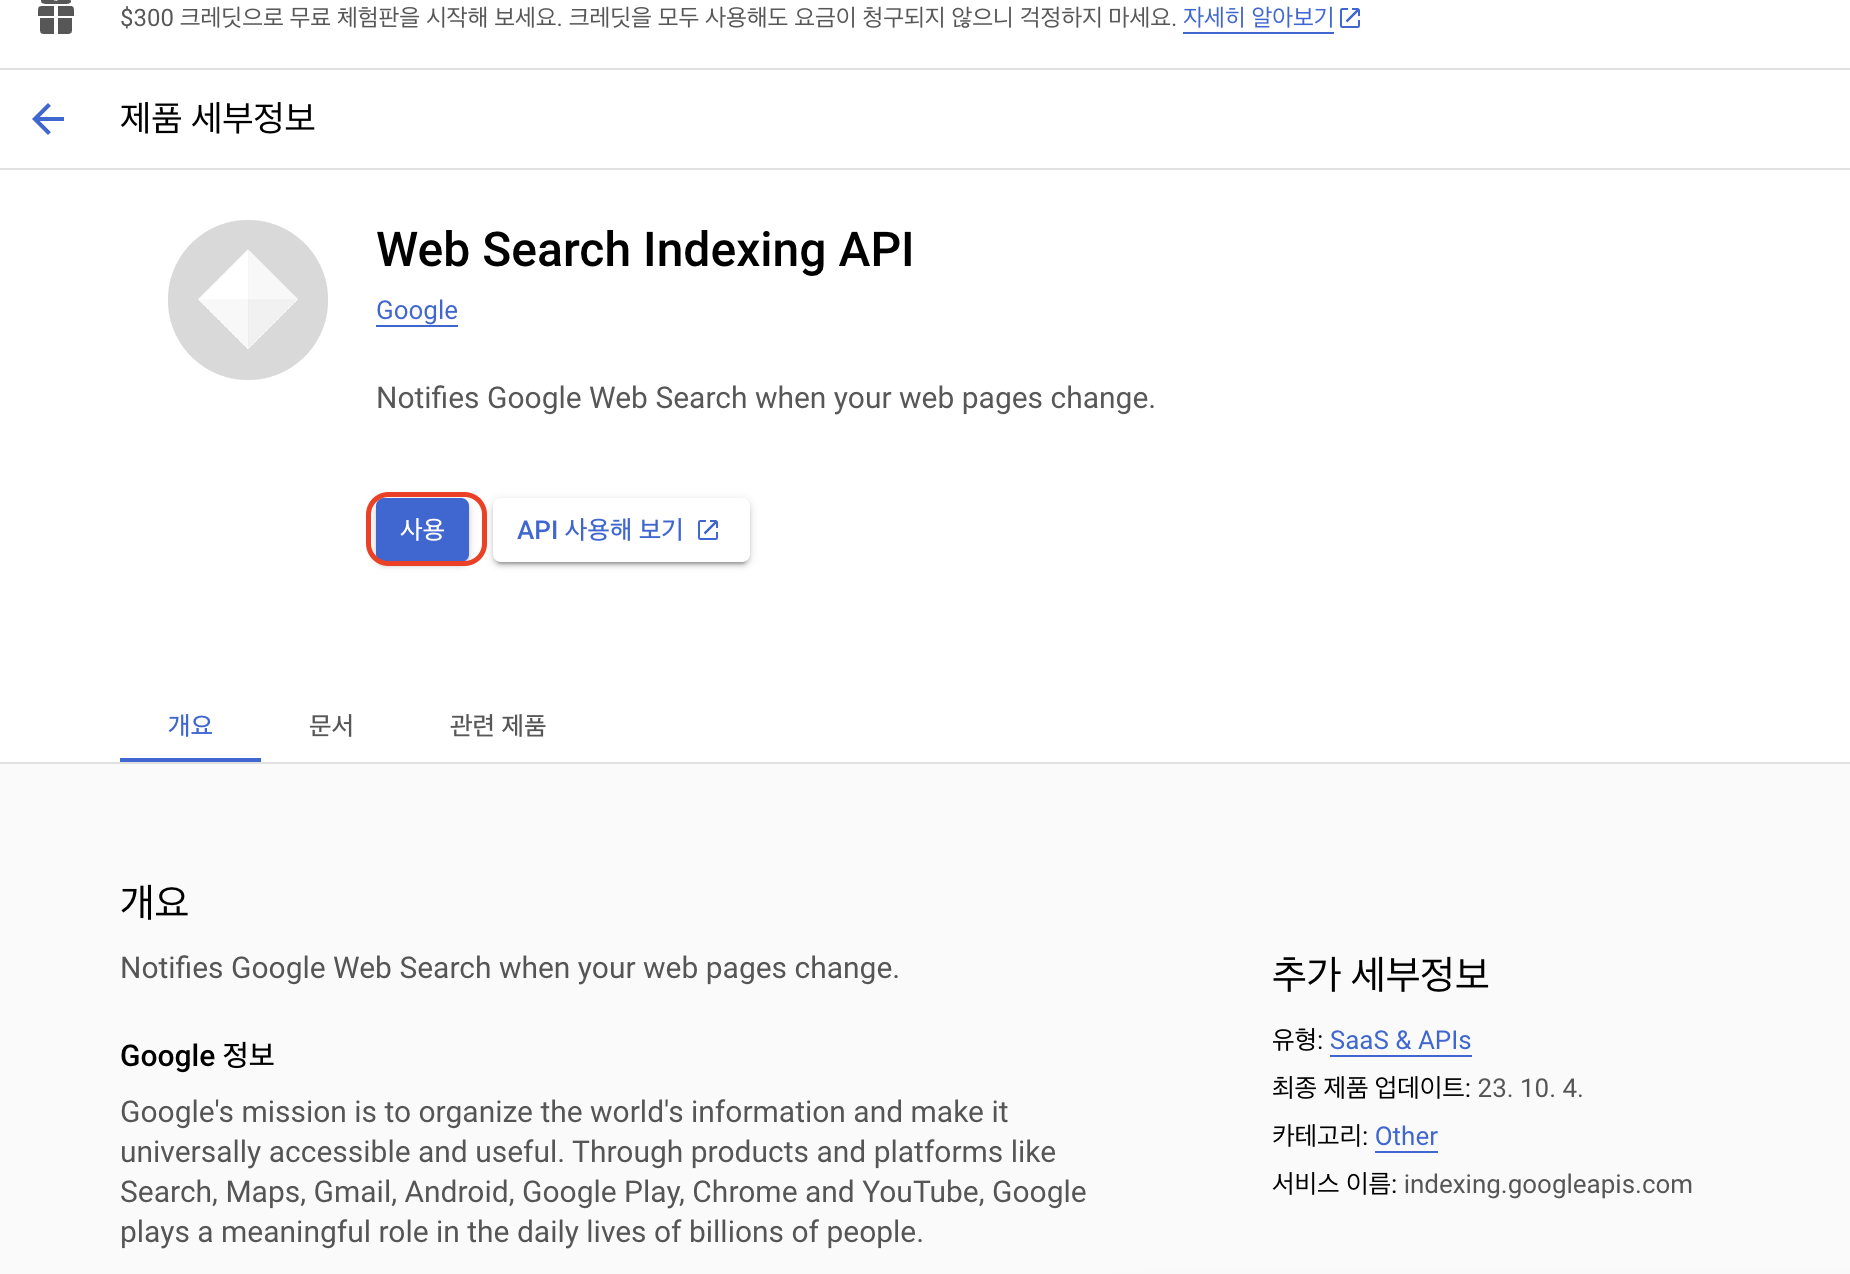 $300 크레딧으로 무료 체험판을 시작해 보세요. 크레딧을 모두 사용해도 요금이 청구되지 않으니 걱정하지 마세요. 자세히 알아보기
제품 세부정보
Web Search Indexing API
Google
Notifies Google Web Search when your web pages change.
사용
API 사용해 보기
개요
문서
관련 제품
개요
Notifies Google Web Search when your web pages change.
Google 정보
Google's mission is to organize the world's information and make it
universally accessible and useful. Through products and platforms like
Search, Maps, Gmail, Android, Google Play, Chrome and YouTube, Google
plays a meaningful role in the daily lives of billions of people.
추가 세부정보
유형: SaaS & APIs
최종 제품 업데이트: 23. 10. 4.
카테고리: Other
서비스 이름: indexing.googleapis.com